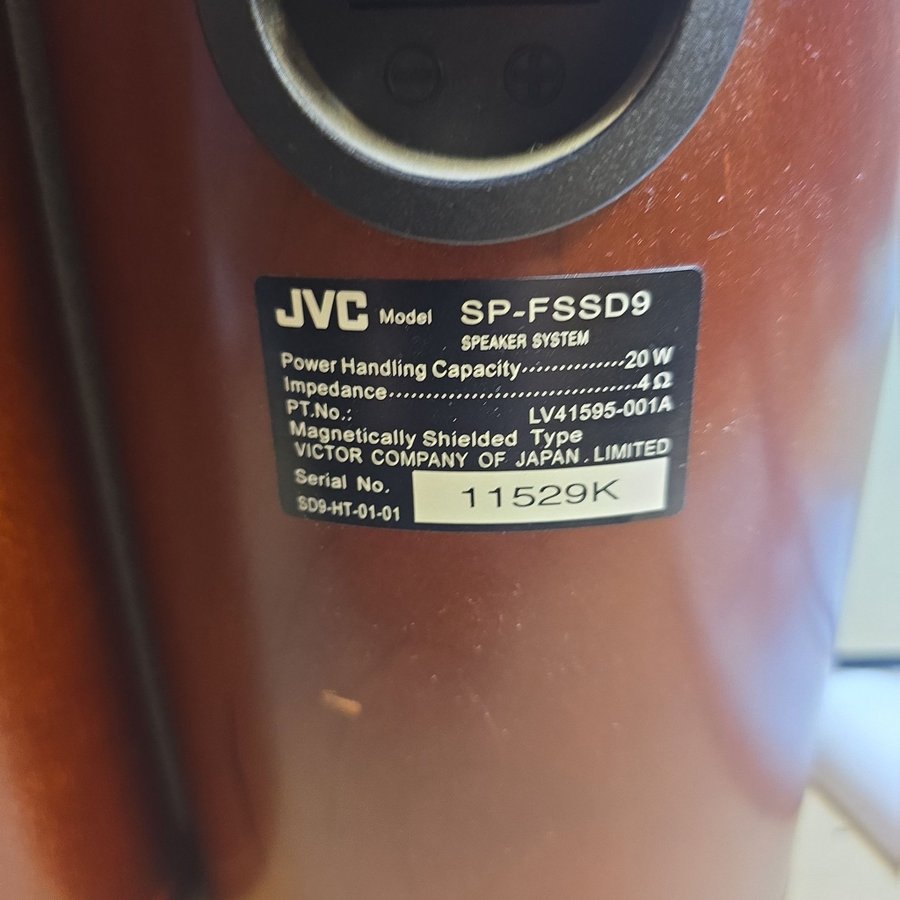 JVC Model SP-FSSD9
SPEAKER SYSTEM
Power Handling Capacity..............20 W
Impedance..................................4 Ω
PT.No.: LV41595-001A
Magnetically Shielded Type
VICTOR COMPANY OF JAPAN. LIMITED
Serial No. 11529K
SD9-HT-01-01